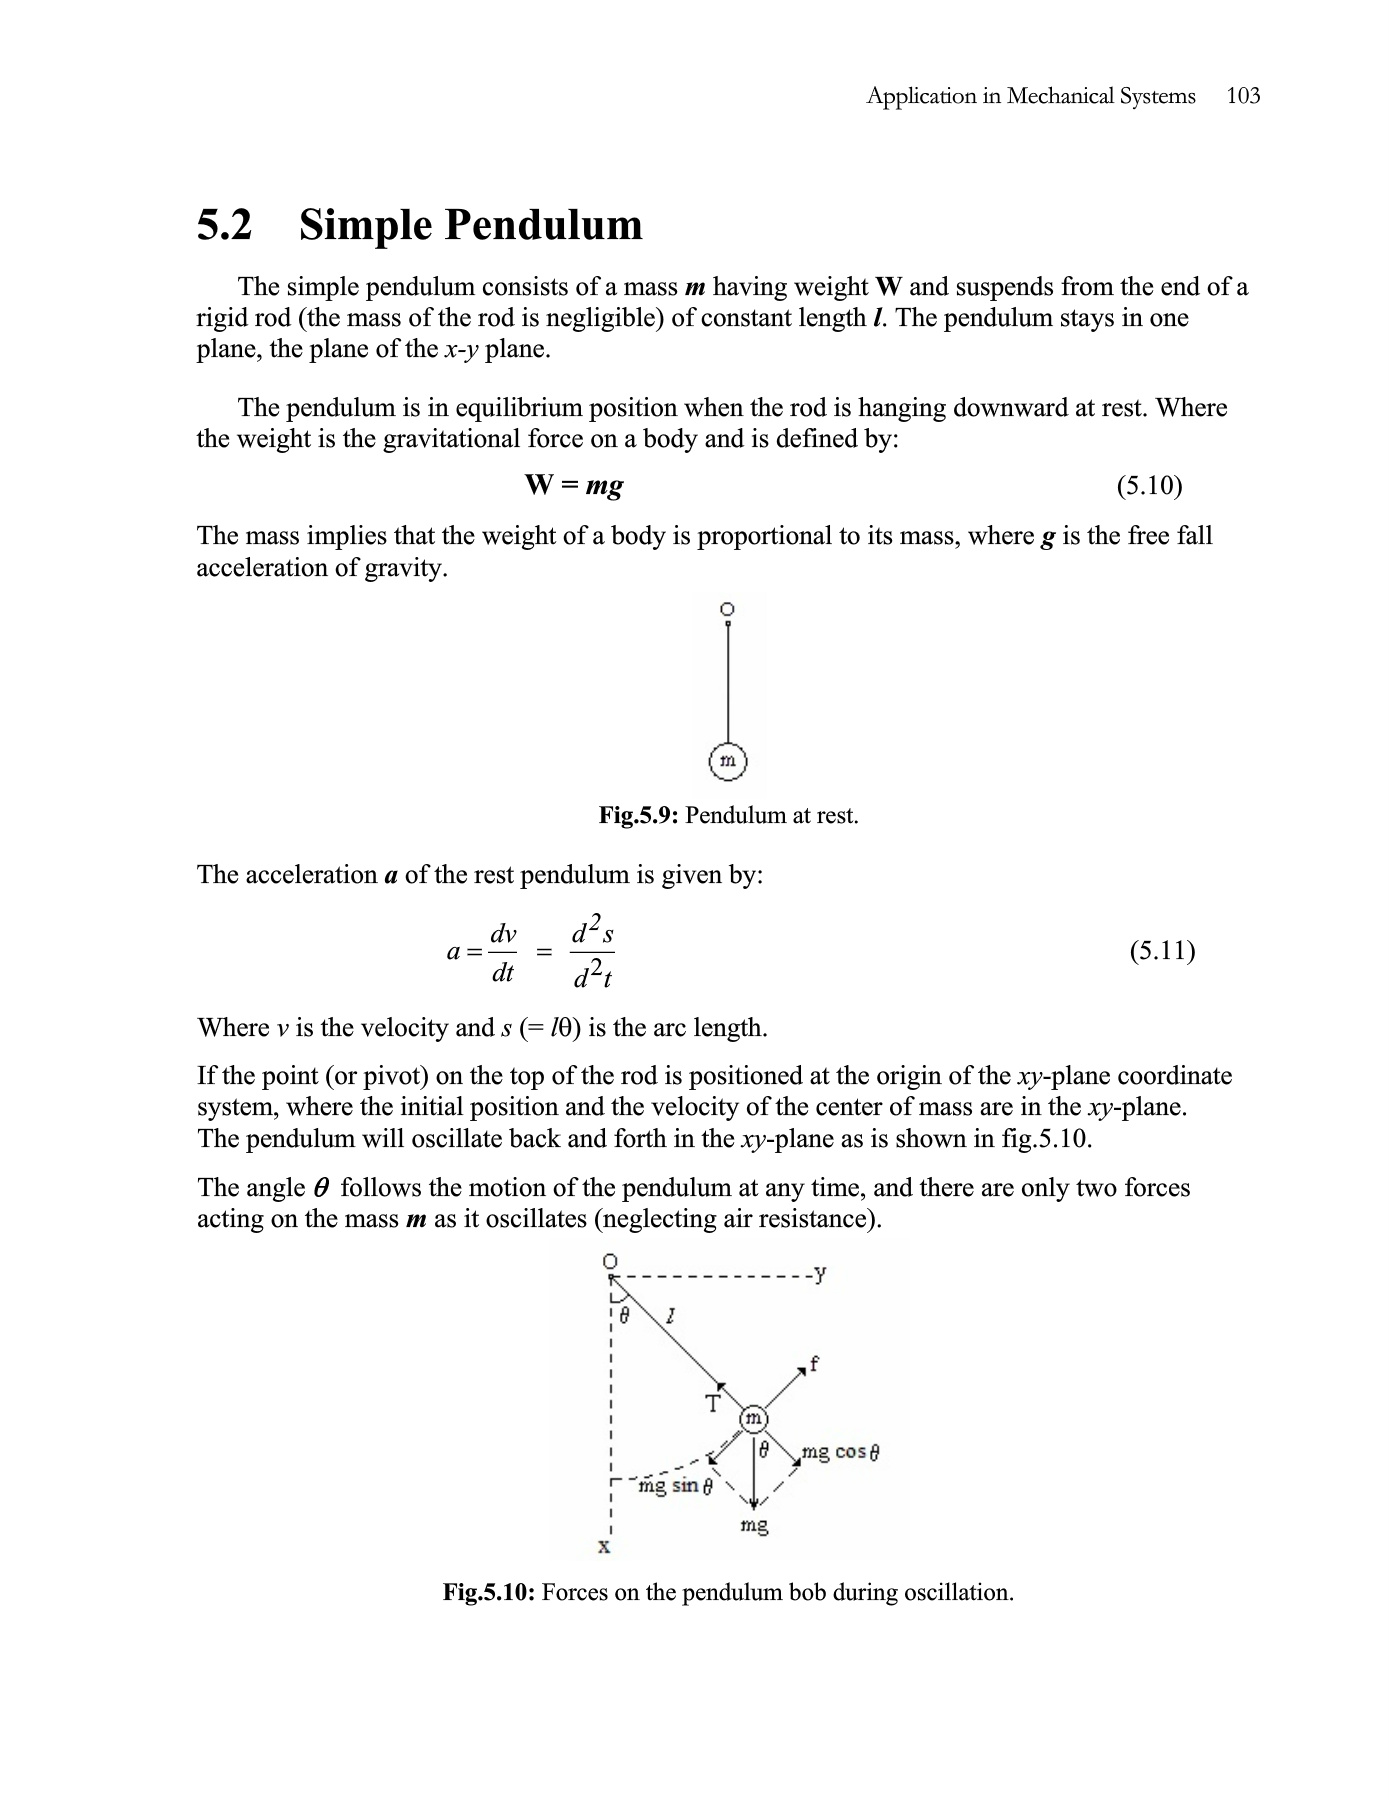 Application in Mechanical Systems 103
5.2 Simple Pendulum
The simple pendulum consists of a mass m having weight W and suspends from the end of a
rigid rod (the mass of the rod is negligible) of constant length l. The pendulum stays in one
plane, the plane of the x-y plane.
The pendulum is in equilibrium position when the rod is hanging downward at rest. Where
the weight is the gravitational force on a body and is defined by:
W = mg (5.10)
The mass implies that the weight of a body is proportional to its mass, where g is the free fall
acceleration of gravity.
O
m
Fig.5.9: Pendulum at rest.
The acceleration a of the rest pendulum is given by:
a = dv/dt = d²s/d²t (5.11)
Where v is the velocity and s (= lθ) is the arc length.
If the point (or pivot) on the top of the rod is positioned at the origin of the xy-plane coordinate
system, where the initial position and the velocity of the center of mass are in the xy-plane.
The pendulum will oscillate back and forth in the xy-plane as is shown in fig.5.10.
The angle θ follows the motion of the pendulum at any time, and there are only two forces
acting on the mass m as it oscillates (neglecting air resistance).
O
y
θ l
f
T
m
θ mg cos θ
mg sin θ
mg
x
Fig.5.10: Forces on the pendulum bob during oscillation.